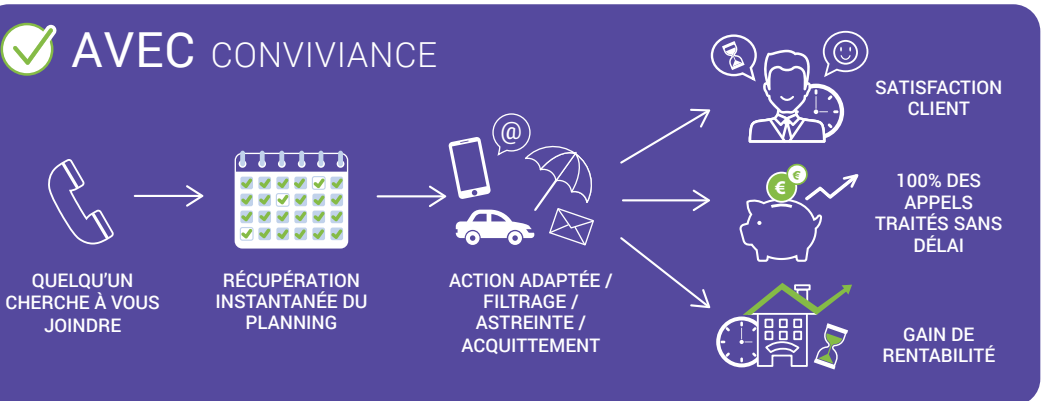 AVEC CONVIVIANCE
QUELQU'UN
CHERCHE À VOUS
JOINDRE
RÉCUPÉRATION
INSTANTANÉE DU
PLANNING
@
ACTION ADAPTÉE /
FILTRAGE /
ASTREINTE /
ACQUITTEMENT
SATISFACTION
CLIENT
€
€
100% DES
APPELS
TRAITÉS SANS
DÉLAI
GAIN DE
RENTABILITÉ